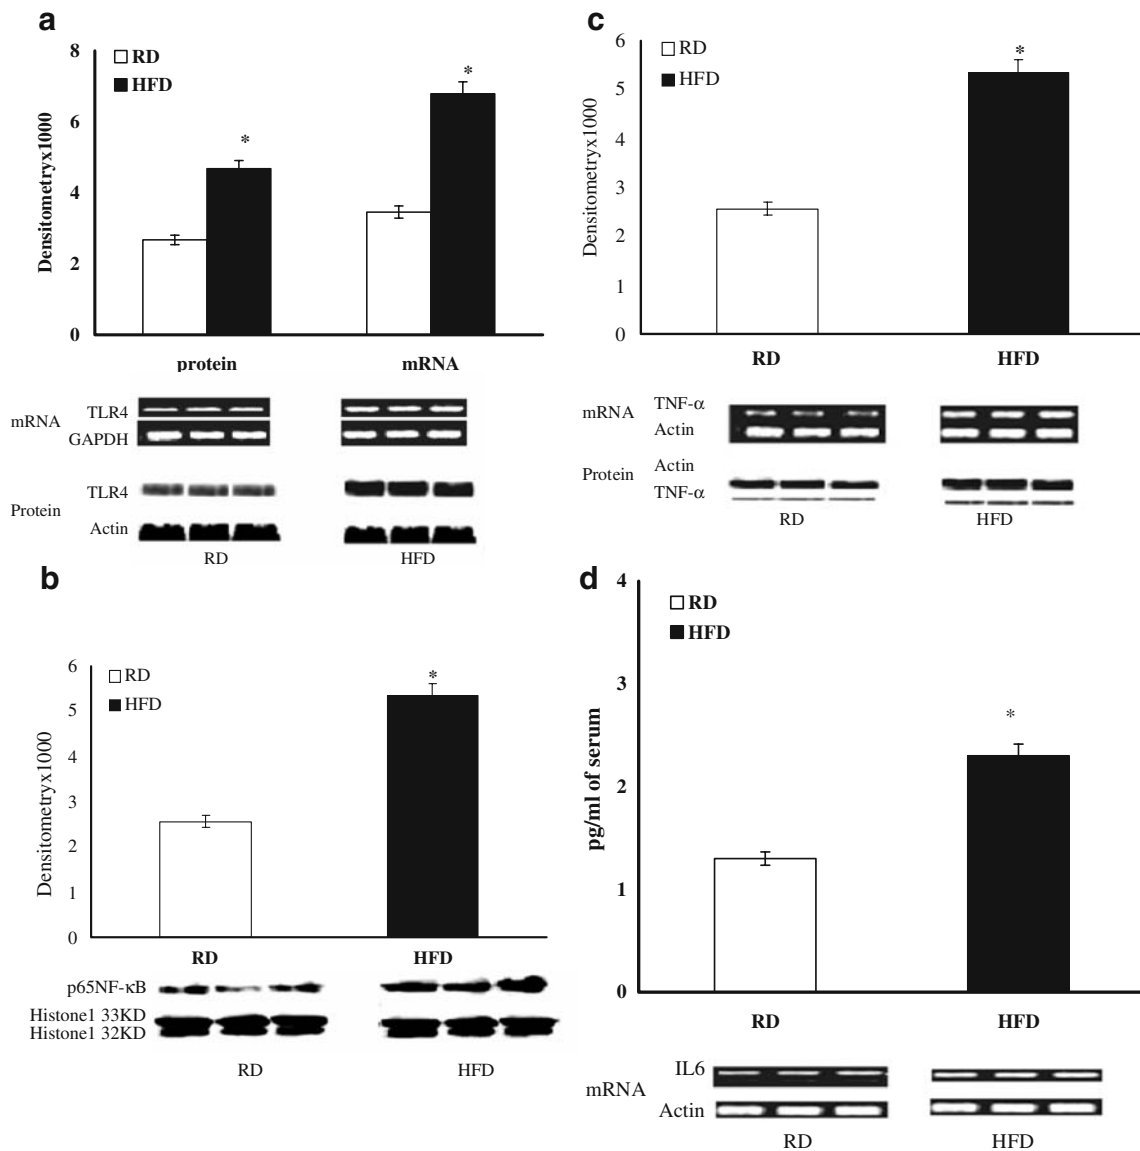 a
8
6
4
2
0
Densitometryx1000
RD
HFD
*
*
protein mRNA
mRNA
TLR4
GAPDH
Protein
TLR4
Actin
RD HFD
b
6
5
4
3
2
1
0
Densitometryx1000
RD
HFD
*
RD HFD
p65NF-κB
Histone1 33KD
Histone1 32KD
RD HFD
c
6
5
4
3
2
1
0
Densitometryx1000
RD
HFD
*
RD HFD
mRNA
TNF-α
Actin
Protein
Actin
TNF-α
RD HFD
d
4
3
2
1
0
pg/ml of serum
RD
HFD
*
RD HFD
mRNA
IL6
Actin
RD HFD